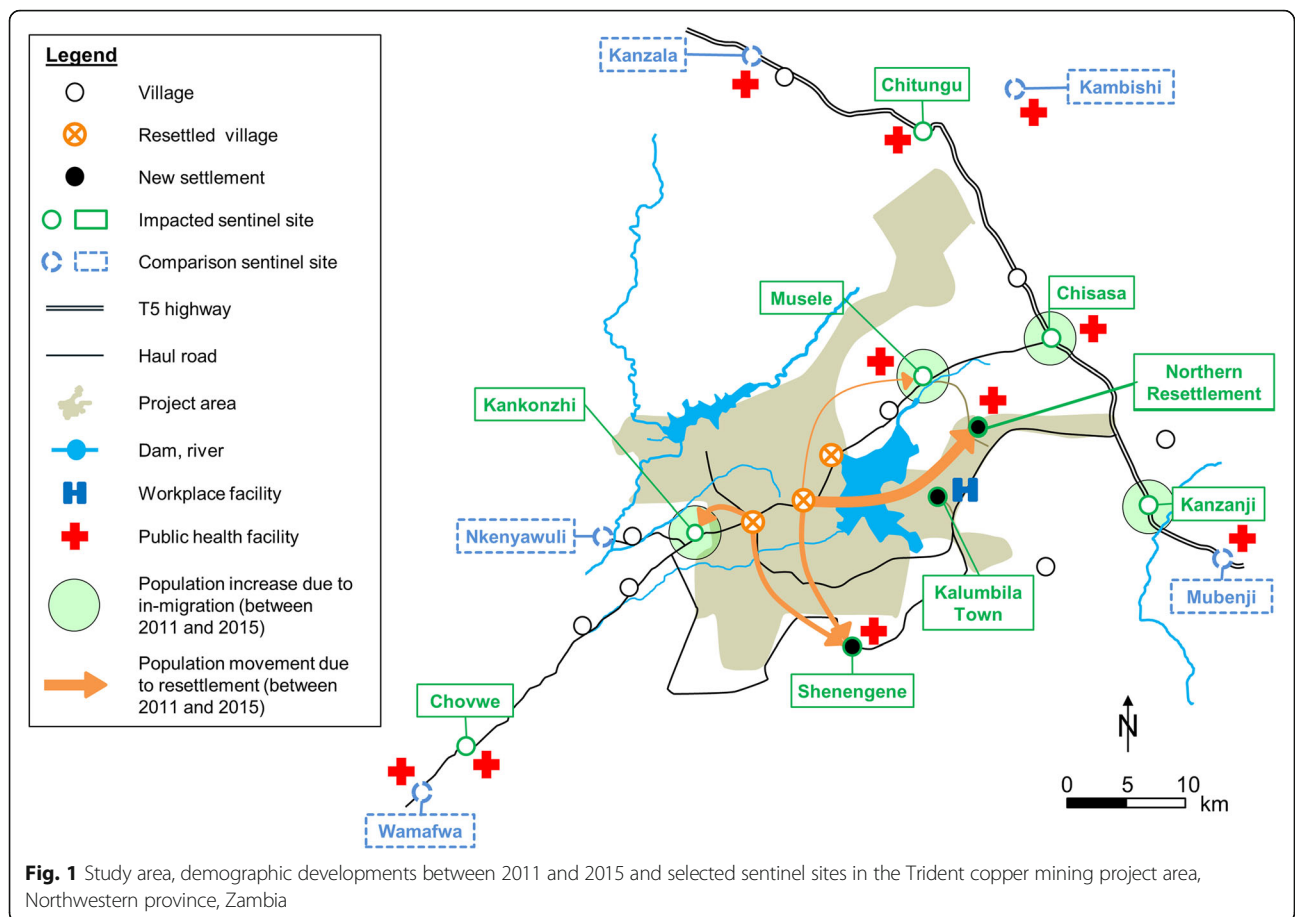 Legend
Village
Resettled village
New settlement
Impacted sentinel site
Comparison sentinel site
T5 highway
Haul road
Project area
Dam, river
H
Workplace facility
Public health facility
Population increase due to
in-migration (between
2011 and 2015)
Population movement due
to resettlement (between
2011 and 2015)
Kanzala
Chitungu
Kambishi
Musele
Chisasa
Northern
Resettlement
Kankonzhi
H
Kanzanji
Nkenyawuli
Kalumbila
Town
Mubenji
Shenengene
Chovwe
Wamafwa
N
0 5 10
km
Fig. 1 Study area, demographic developments between 2011 and 2015 and selected sentinel sites in the Trident copper mining project area,
Northwestern province, Zambia